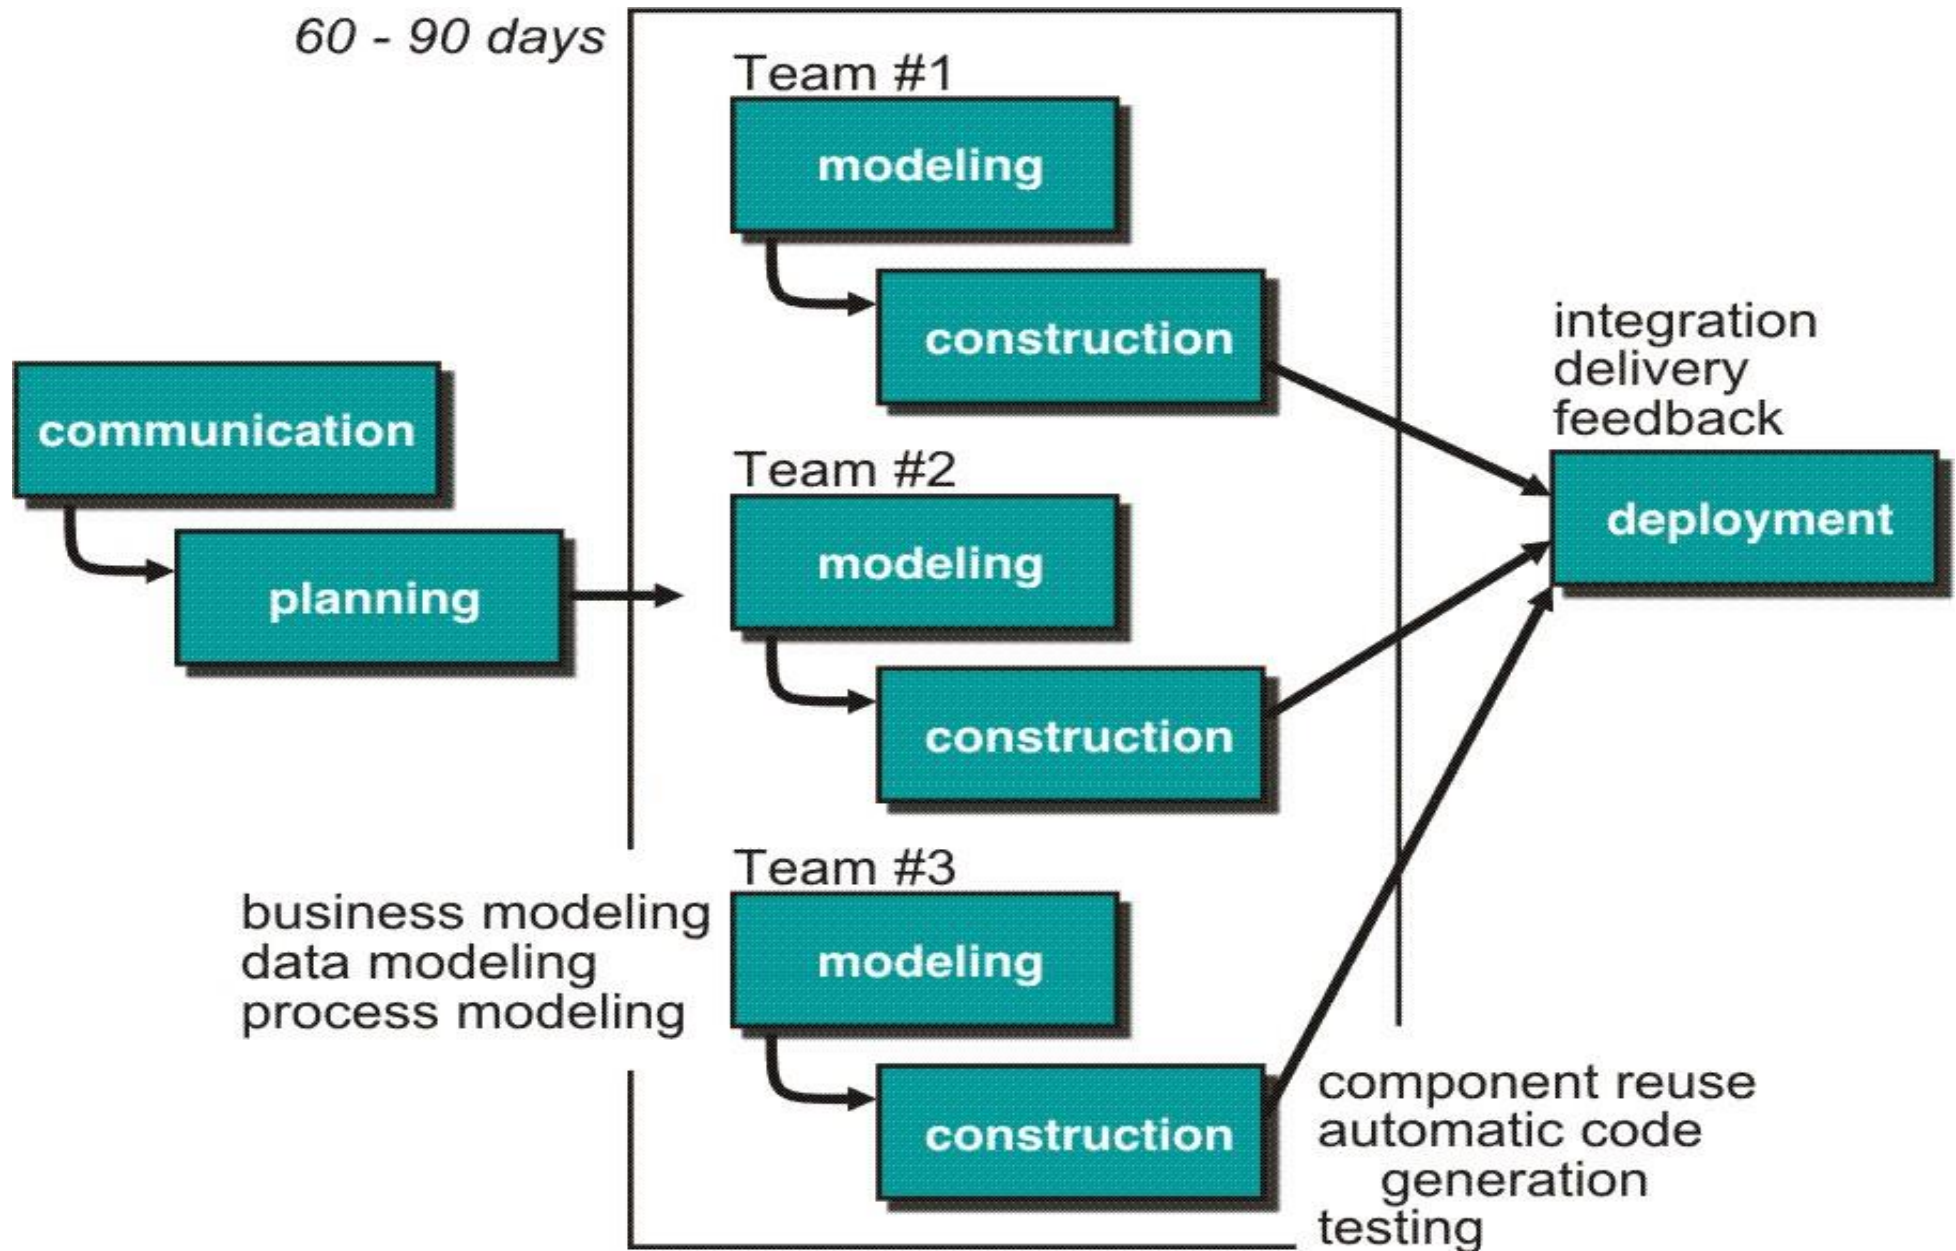 60 - 90 days
Team #1
modeling
construction
communication
planning
Team #2
modeling
construction
integration
delivery
feedback
deployment
Team #3
business modeling
data modeling
process modeling
modeling
construction
component reuse
automatic code
generation
testing